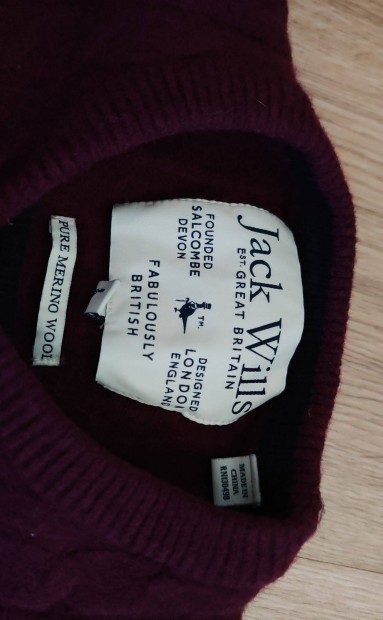 Jack Wills
EST. GREAT BRITAIN
FOUNDED
SALCOMBE
DEVON
TM
DESIGNED
LONDON
ENGLAND
FABULOUSLY
BRITISH
PURE MERINO WOOL
MADE IN
CHINA